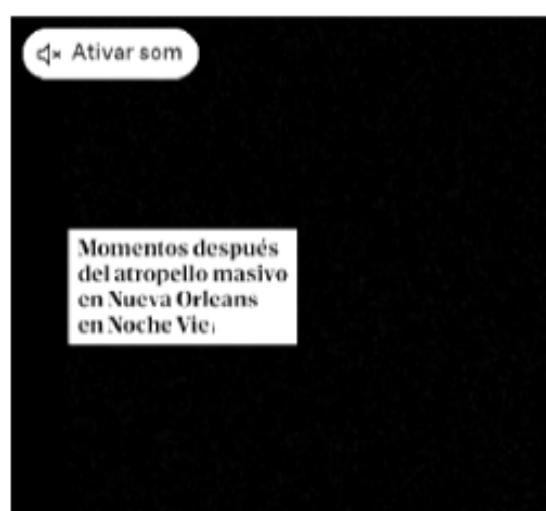 Ativar som
Momentos después
del atropello masivo
en Nueva Orleans
en Noche Vie